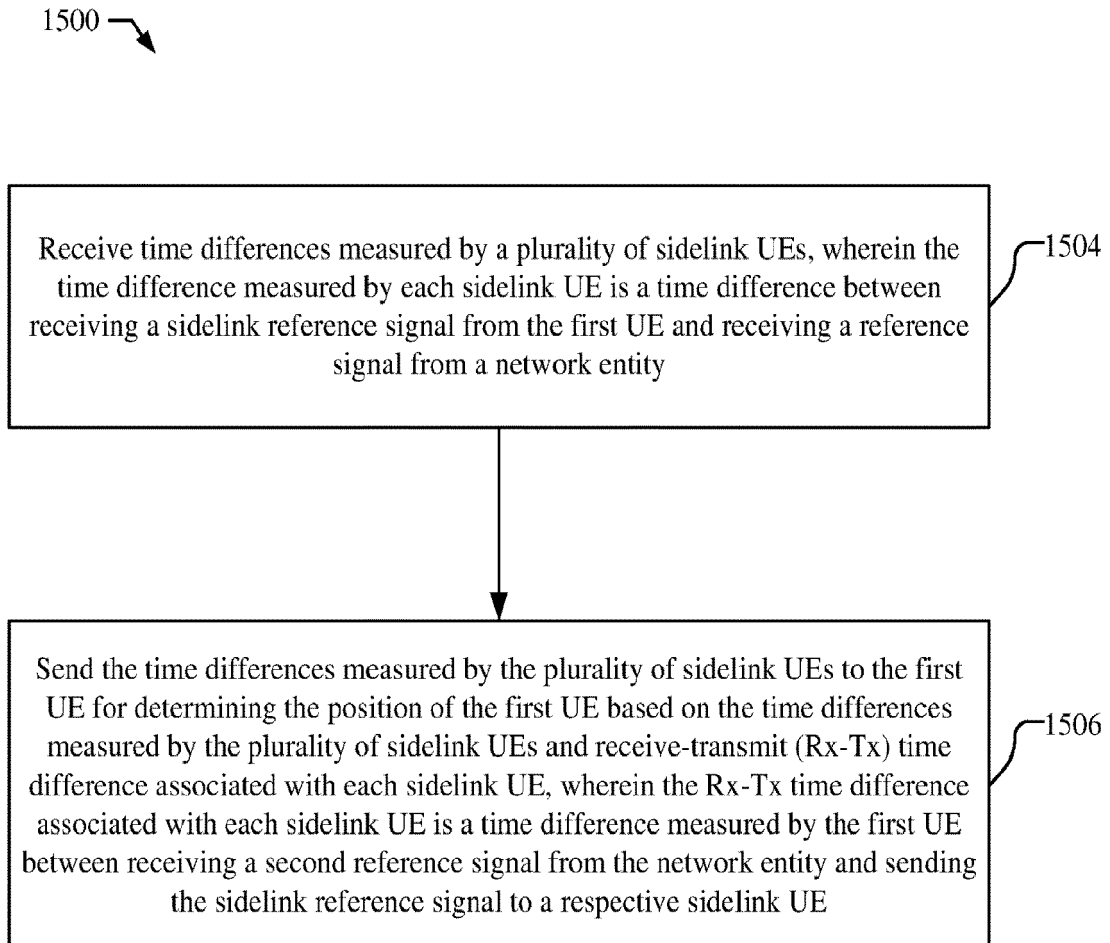 1500
Receive time differences measured by a plurality of sidelink UEs, wherein the
time difference measured by each sidelink UE is a time difference between
receiving a sidelink reference signal from the first UE and receiving a reference
signal from a network entity
1504
Send the time differences measured by the plurality of sidelink UEs to the first
UE for determining the position of the first UE based on the time differences
measured by the plurality of sidelink UEs and receive-transmit (Rx-Tx) time
difference associated with each sidelink UE, wherein the Rx-Tx time difference
associated with each sidelink UE is a time difference measured by the first UE
between receiving a second reference signal from the network entity and sending
the sidelink reference signal to a respective sidelink UE
1506